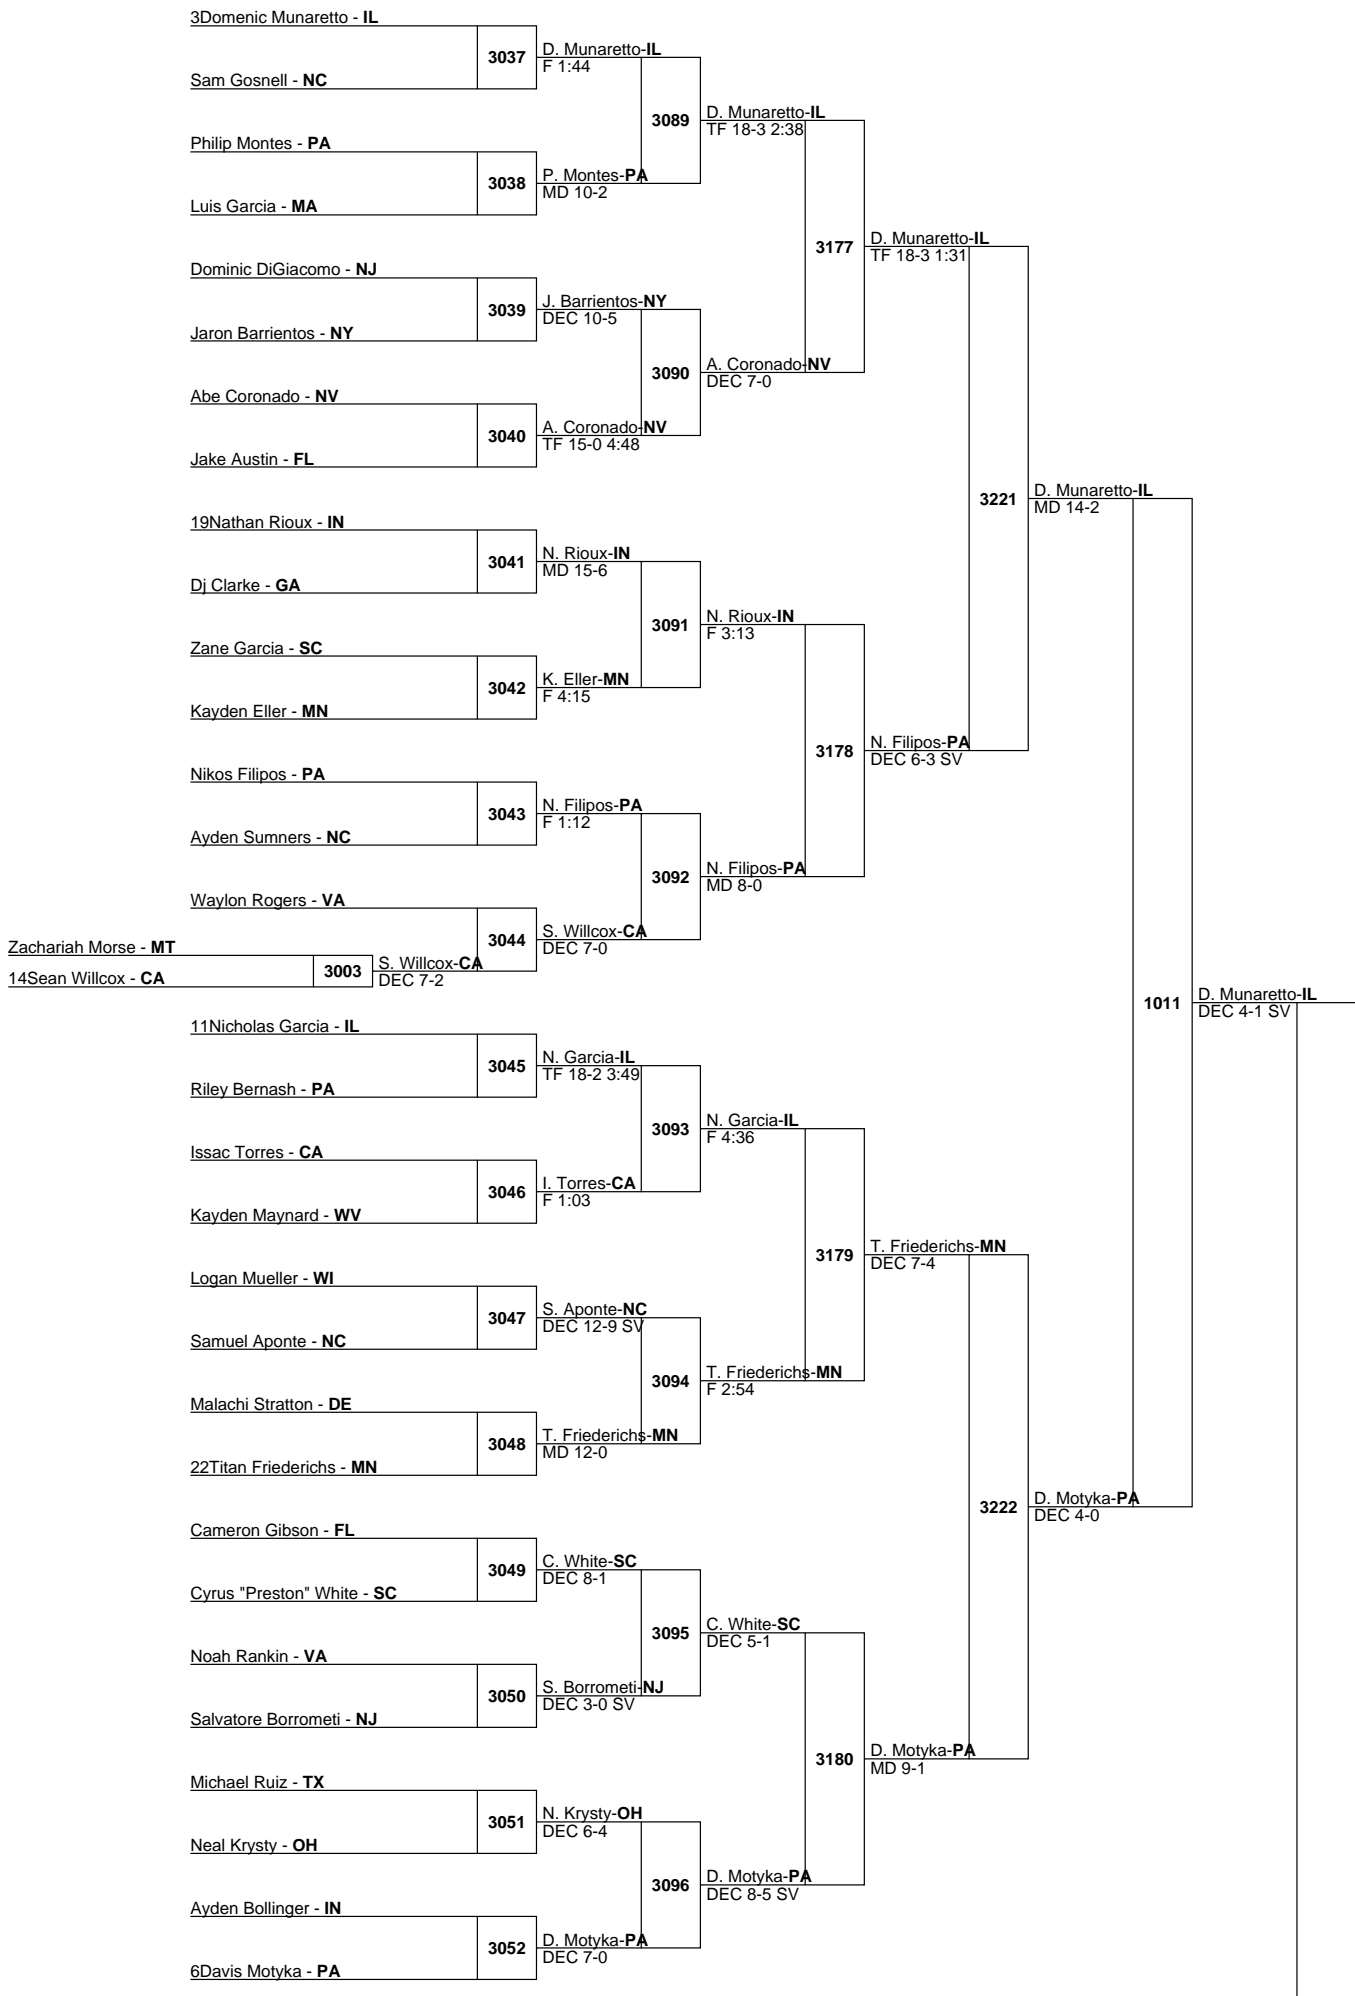 3Domenic Munaretto - IL
3037
D. Munaretto-IL
F 1:44
Sam Gosnell - NC
3089
D. Munaretto-IL
TF 18-3 2:38
Philip Montes - PA
3038
P. Montes-PA
MD 10-2
Luis Garcia - MA
3177
D. Munaretto-IL
TF 18-3 1:31
Dominic DiGiacomo - NJ
3039
J. Barrientos-NY
DEC 10-5
Jaron Barrientos - NY
3090
A. Coronado-NV
DEC 7-0
Abe Coronado - NV
3040
A. Coronado-NV
TF 15-0 4:48
Jake Austin - FL
3221
D. Munaretto-IL
MD 14-2
19Nathan Rioux - IN
3041
N. Rioux-IN
MD 15-6
Dj Clarke - GA
3091
N. Rioux-IN
F 3:13
Zane Garcia - SC
3042
K. Eller-MN
F 4:15
Kayden Eller - MN
3178
N. Filipos-PA
DEC 6-3 SV
Nikos Filipos - PA
3043
N. Filipos-PA
F 1:12
Ayden Sumners - NC
3092
N. Filipos-PA
MD 8-0
Waylon Rogers - VA
3044
S. Willcox-CA
DEC 7-0
Zachariah Morse - MT
3003
S. Willcox-CA
DEC 7-2
14Sean Willcox - CA
1011
D. Munaretto-IL
DEC 4-1 SV
11Nicholas Garcia - IL
3045
N. Garcia-IL
TF 18-2 3:49
Riley Bernash - PA
3093
N. Garcia-IL
F 4:36
Issac Torres - CA
3046
I. Torres-CA
F 1:03
Kayden Maynard - WV
3179
T. Friederichs-MN
DEC 7-4
Logan Mueller - WI
3047
S. Aponte-NC
DEC 12-9 SV
Samuel Aponte - NC
3094
T. Friederichs-MN
F 2:54
Malachi Stratton - DE
3048
T. Friederichs-MN
MD 12-0
22Titan Friederichs - MN
3222
D. Motyka-PA
DEC 4-0
Cameron Gibson - FL
3049
C. White-SC
DEC 8-1
Cyrus "Preston" White - SC
3095
C. White-SC
DEC 5-1
Noah Rankin - VA
3050
S. Borrometi-NJ
DEC 3-0 SV
Salvatore Borrometi - NJ
3180
D. Motyka-PA
MD 9-1
Michael Ruiz - TX
3051
N. Krysty-OH
DEC 6-4
Neal Krysty - OH
3096
D. Motyka-PA
DEC 8-5 SV
Ayden Bollinger - IN
3052
D. Motyka-PA
DEC 7-0
6Davis Motyka - PA